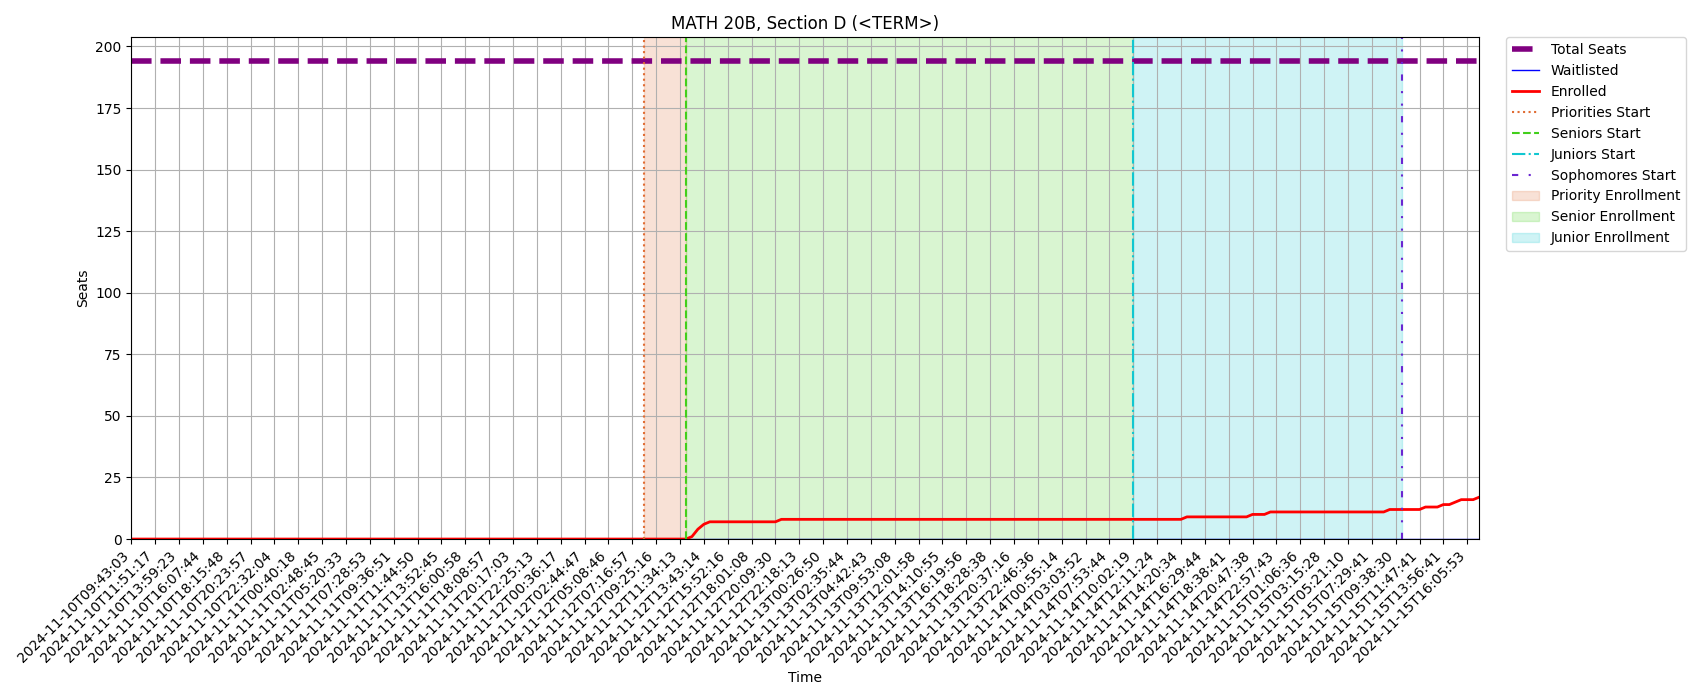 MATH 20B, Section D (<TERM>)
200
175
150
125
100
75
50
25
0
Seats
Total Seats
Waitlisted
Enrolled
Priorities Start
Seniors Start
Juniors Start
Sophomores Start
Priority Enrollment
Senior Enrollment
Junior Enrollment
2024-11-10T09:43:03
2024-11-10T11:51:17
2024-11-10T13:59:23
2024-11-10T16:07:44
2024-11-10T18:15:48
2024-11-10T20:23:57
2024-11-10T22:32:04
2024-11-11T00:40:18
2024-11-11T02:48:45
2024-11-11T05:20:33
2024-11-11T07:28:53
2024-11-11T09:36:51
2024-11-11T11:44:50
2024-11-11T13:52:45
2024-11-11T16:00:58
2024-11-11T18:08:57
2024-11-11T20:17:03
2024-11-11T22:25:13
2024-11-12T00:36:17
2024-11-12T02:44:47
2024-11-12T05:08:46
2024-11-12T07:16:57
2024-11-12T09:25:16
2024-11-12T11:34:13
2024-11-12T13:43:14
2024-11-12T15:52:16
2024-11-12T18:01:08
2024-11-12T20:09:30
2024-11-12T22:18:13
2024-11-13T00:26:50
2024-11-13T02:35:44
2024-11-13T04:42:43
2024-11-13T09:53:08
2024-11-13T12:01:58
2024-11-13T14:10:55
2024-11-13T16:19:56
2024-11-13T18:28:39
2024-11-13T20:37:16
2024-11-13T22:46:36
2024-11-14T00:55:14
2024-11-14T03:03:52
2024-11-14T07:53:44
2024-11-14T10:02:19
2024-11-14T12:11:24
2024-11-14T14:20:34
2024-11-14T16:29:44
2024-11-14T18:38:41
2024-11-14T20:47:38
2024-11-14T22:57:43
2024-11-15T01:06:36
2024-11-15T03:15:28
2024-11-15T05:21:10
2024-11-15T07:29:41
2024-11-15T09:38:30
2024-11-15T11:47:41
2024-11-15T13:56:41
2024-11-15T16:05:53
Time